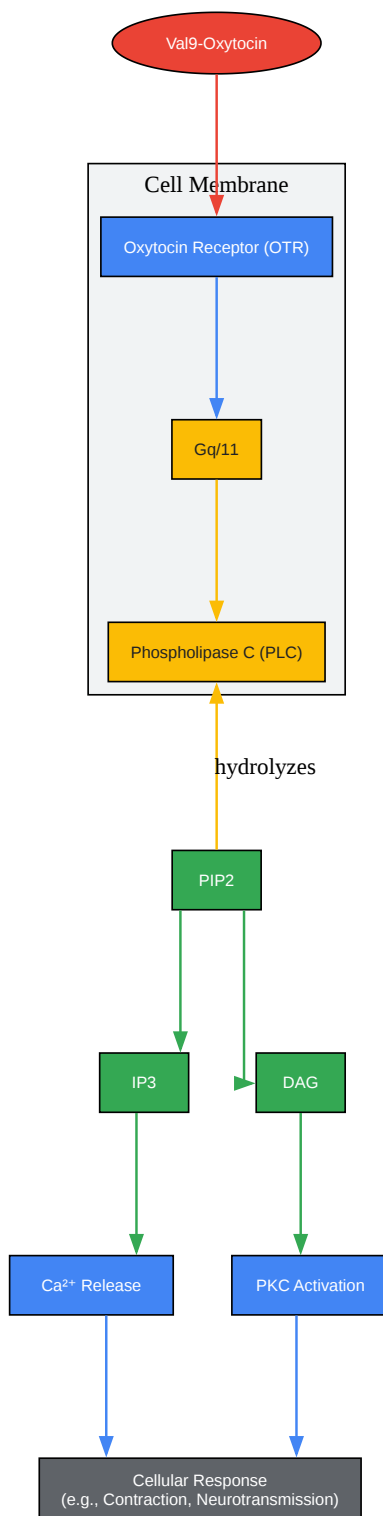 Val9-Oxytocin
Cell Membrane
Oxytocin Receptor (OTR)
Gq/11
Phospholipase C (PLC)
hydrolyzes
PIP2
IP3
DAG
Ca²⁺ Release
PKC Activation
Cellular Response
(e.g., Contraction, Neurotransmission)